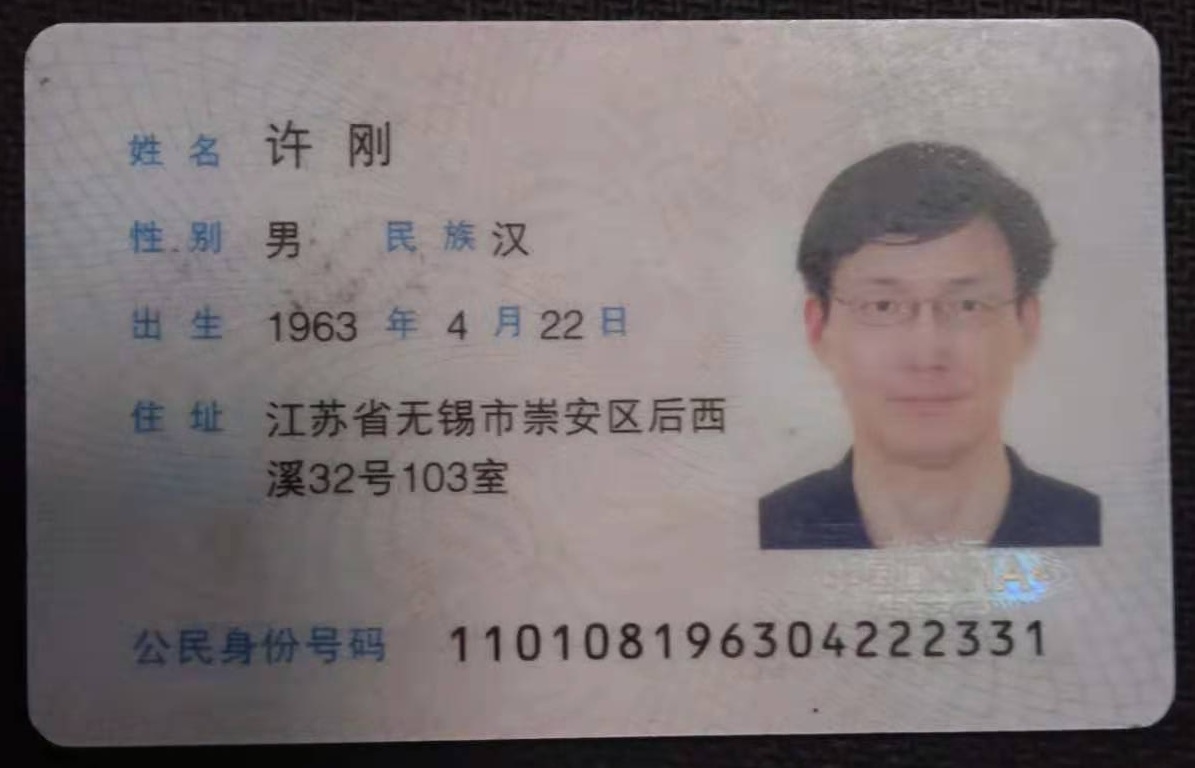 姓名 许刚
性别 男 民族 汉
出生 1963 年 4 月 22 日
住址 江苏省无锡市崇安区后西
溪32号103室
公民身份号码 110108196304222331